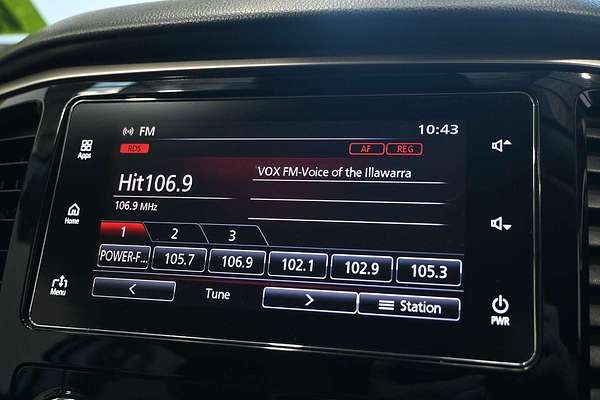 FM 10:43
RDS AF REG
Apps
VOX FM-Voice of the Illawarra
Hit106.9
106.9 MHz
Home
1 2 3
POWER-F... 105.7 106.9 102.1 102.9 105.3
Menu
< Tune > Station
PWR